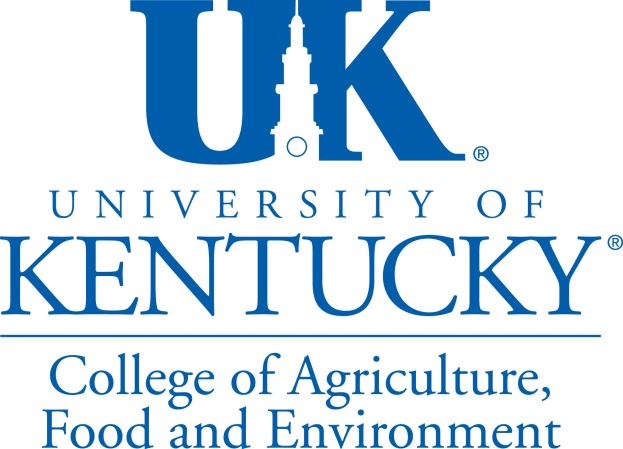 UK®
UNIVERSITY OF
KENTUCKY®
College of Agriculture,
Food and Environment